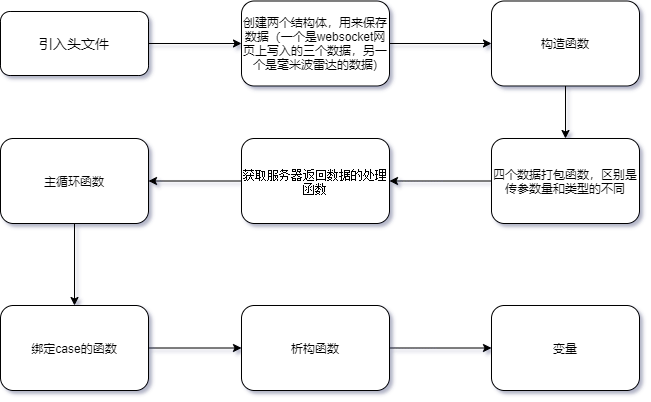 引入头文件
创建两个结构体，用来保存
数据（一个是websocket网
页上写入的三个数据，另一
个是毫米波雷达的数据）
构造函数
四个数据打包函数，区别是
传参数量和类型的不同
获取服务器返回数据的处理
函数
主循环函数
绑定case的函数
析构函数
变量